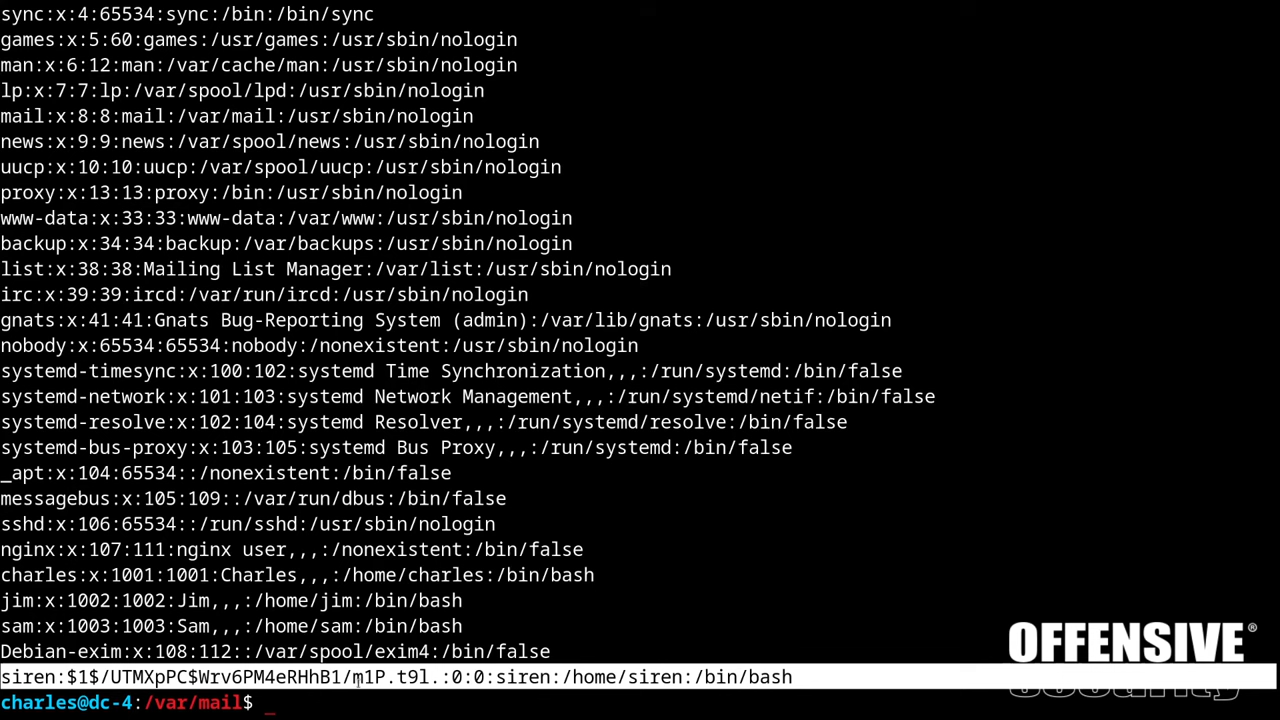 sync:x:4:65534:sync:/bin:/bin/sync
games:x:5:60:games:/usr/games:/usr/sbin/nologin
man:x:6:12:man:/var/cache/man:/usr/sbin/nologin
lp:x:7:7:lp:/var/spool/lpd:/usr/sbin/nologin
mail:x:8:8:mail:/var/mail:/usr/sbin/nologin
news:x:9:9:news:/var/spool/news:/usr/sbin/nologin
uucp:x:10:10:uucp:/var/spool/uucp:/usr/sbin/nologin
proxy:x:13:13:proxy:/bin:/usr/sbin/nologin
www-data:x:33:33:www-data:/var/www:/usr/sbin/nologin
backup:x:34:34:backup:/var/backups:/usr/sbin/nologin
list:x:38:38:Mailing List Manager:/var/list:/usr/sbin/nologin
irc:x:39:39:ircd:/var/run/ircd:/usr/sbin/nologin
gnats:x:41:41:Gnats Bug-Reporting System (admin):/var/lib/gnats:/usr/sbin/nologin
nobody:x:65534:65534:nobody:/nonexistent:/usr/sbin/nologin
systemd-timesync:x:100:102:systemd Time Synchronization,,,:/run/systemd:/bin/false
systemd-network:x:101:103:systemd Network Management,,,:/run/systemd/netif:/bin/false
systemd-resolve:x:102:104:systemd Resolver,,,:/run/systemd/resolve:/bin/false
systemd-bus-proxy:x:103:105:systemd Bus Proxy,,,:/run/systemd:/bin/false
_apt:x:104:65534::/nonexistent:/bin/false
messagebus:x:105:109::/var/run/dbus:/bin/false
sshd:x:106:65534::/run/sshd:/usr/sbin/nologin
nginx:x:107:111:nginx user,,,:/nonexistent:/bin/false
charles:x:1001:1001:Charles,,,:/home/charles:/bin/bash
jim:x:1002:1002:Jim,,,:/home/jim:/bin/bash
sam:x:1003:1003:Sam,,,:/home/sam:/bin/bash
Debian-exim:x:108:112::/var/spool/exim4:/bin/false
siren:$1$/UTMXpPC$Wrv6PM4eRHhB1/m1P.t9l.:0:0:siren:/home/siren:/bin/bash
charles@dc-4:/var/mail$ _
OFFENSIVE®
security